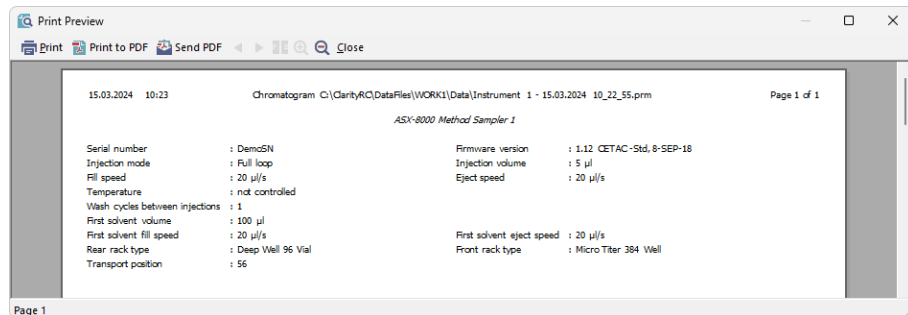 Print Preview
Print Print to PDF Send PDF Close
15.03.2024 10:23 Chromatogram C:\ClarityRC\DataFiles\WORK1\Data\Instrument 1 - 15.03.2024 10_22_55.prm Page 1 of 1
ASX-8000 Method Sampler 1
Serial number : DemoSN Firmware version : 1.12 CETAC-Std, 8-SEP-18
Injection mode : Full loop Injection volume : 5 µl
Fill speed : 20 µl/s Eject speed : 20 µl/s
Temperature : not controlled
Wash cycles between injections : 1
First solvent volume : 100 µl
First solvent fill speed : 20 µl/s First solvent eject speed : 20 µl/s
Rear rack type : Deep Well 96 Vial Front rack type : Micro Titer 384 Well
Transport position : 56
Page 1